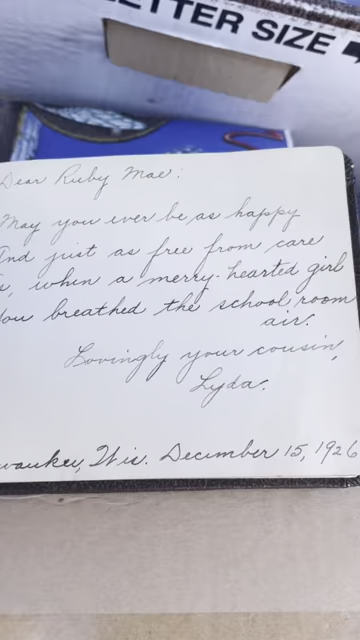 LETTER SIZE
Dear Ruby Mae:
May you ever be as happy
And just as free from care
As, when a merry-hearted girl
You breathed the school room
air.
Lovingly your cousin,
Lyda.
waukee, Wis. December 15, 1926